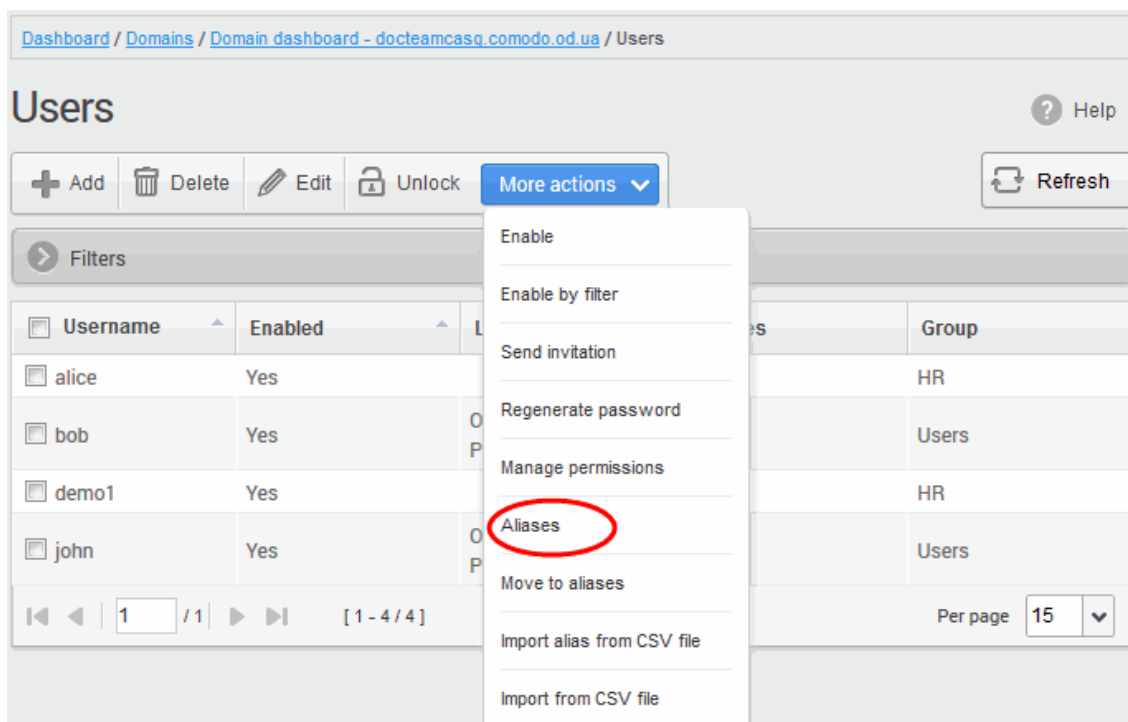 Dashboard / Domains / Domain dashboard - docteamcasg.comodo.od.ua / Users
Users
Help
Add Delete Edit Unlock More actions Refresh
Enable
Filters
Enable by filter
Username Enabled Group
Send invitation
alice Yes HR
Regenerate password
bob Yes Users
Manage permissions
demo1 Yes HR
Aliases
john Yes Users
Move to aliases
1 / 1 [ 1 - 4 / 4 ] Per page 15
Import alias from CSV file
Import from CSV file